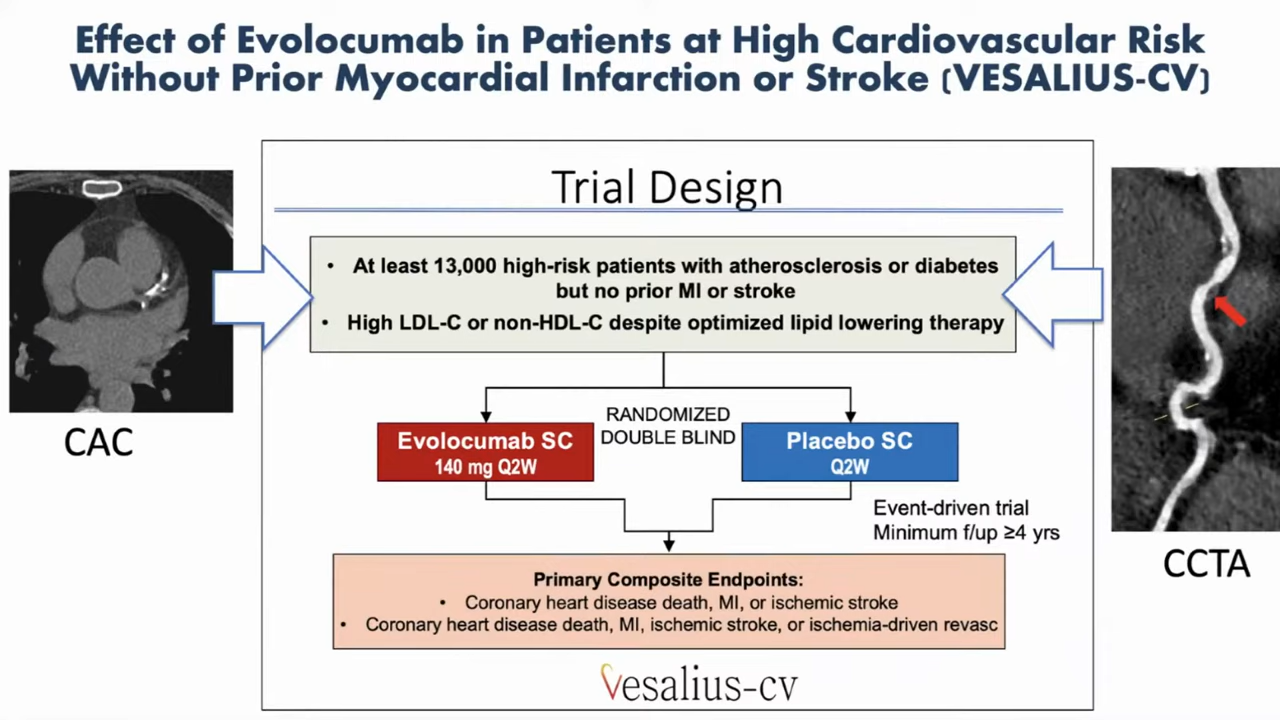 Effect of Evolocumab in Patients at High Cardiovascular Risk
Without Prior Myocardial Infarction or Stroke (VESALIUS-CV)
Trial Design
• At least 13,000 high-risk patients with atherosclerosis or diabetes
but no prior MI or stroke
• High LDL-C or non-HDL-C despite optimized lipid lowering therapy
CAC
RANDOMIZED
DOUBLE BLIND
Evolocumab SC
140 mg Q2W
Placebo SC
Q2W
Event-driven trial
Minimum f/up ≥4 yrs
CCTA
Primary Composite Endpoints:
• Coronary heart disease death, MI, or ischemic stroke
• Coronary heart disease death, MI, ischemic stroke, or ischemia-driven revasc
Vesalius-cv